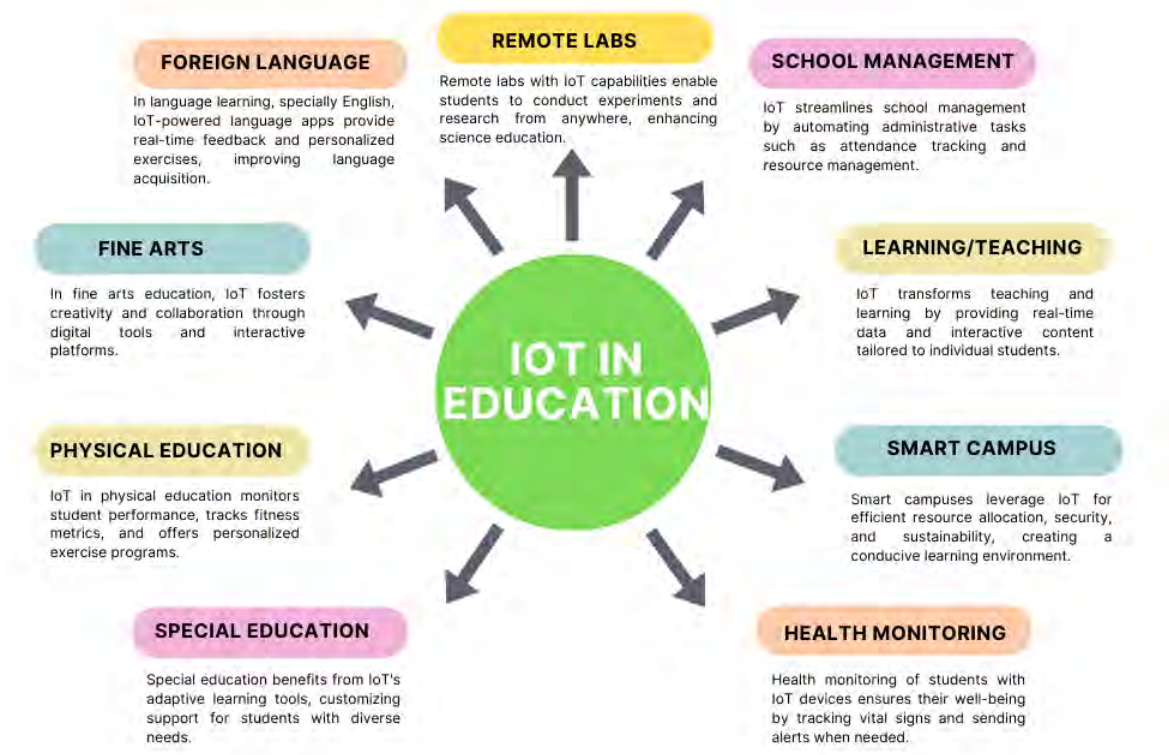 REMOTE LABS
Remote labs with IoT capabilities enable
students to conduct experiments and
research from anywhere, enhancing
science education.
FOREIGN LANGUAGE
In language learning, specially English,
IoT-powered language apps provide
real-time feedback and personalized
exercises, improving language
acquisition.
SCHOOL MANAGEMENT
IoT streamlines school management
by automating administrative tasks
such as attendance tracking and
resource management.
FINE ARTS
In fine arts education, IoT fosters
creativity and collaboration through
digital tools and interactive
platforms.
LEARNING/TEACHING
IoT transforms teaching and
learning by providing real-time
data and interactive content
tailored to individual students.
IOT IN
EDUCATION
PHYSICAL EDUCATION
IoT in physical education monitors
student performance, tracks fitness
metrics, and offers personalized
exercise programs.
SMART CAMPUS
Smart campuses leverage IoT for
efficient resource allocation, security,
and sustainability, creating a
conducive learning environment.
SPECIAL EDUCATION
Special education benefits from IoT's
adaptive learning tools, customizing
support for students with diverse
needs.
HEALTH MONITORING
Health monitoring of students with
IoT devices ensures their well-being
by tracking vital signs and sending
alerts when needed.